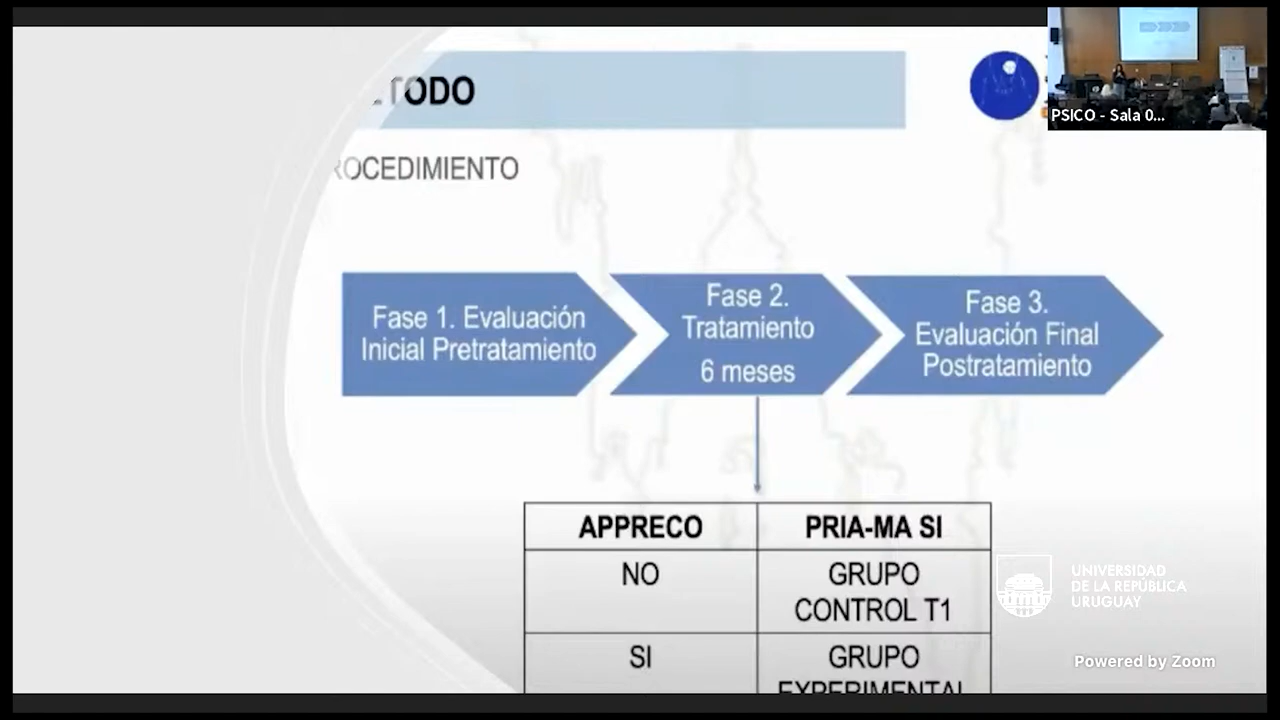 TODO
PSICO - Sala 0...
ROCEDIMIENTO
Fase 1. Evaluación
Inicial Pretratamiento
Fase 2.
Tratamiento
6 meses
Fase 3.
Evaluación Final
Postratamiento
APPRECO
PRIA-MA SI
NO
GRUPO
CONTROL T1
SI
GRUPO
EXPERIMENTAL
UNIVERSIDAD
DE LA REPÚBLICA
URUGUAY
Powered by Zoom